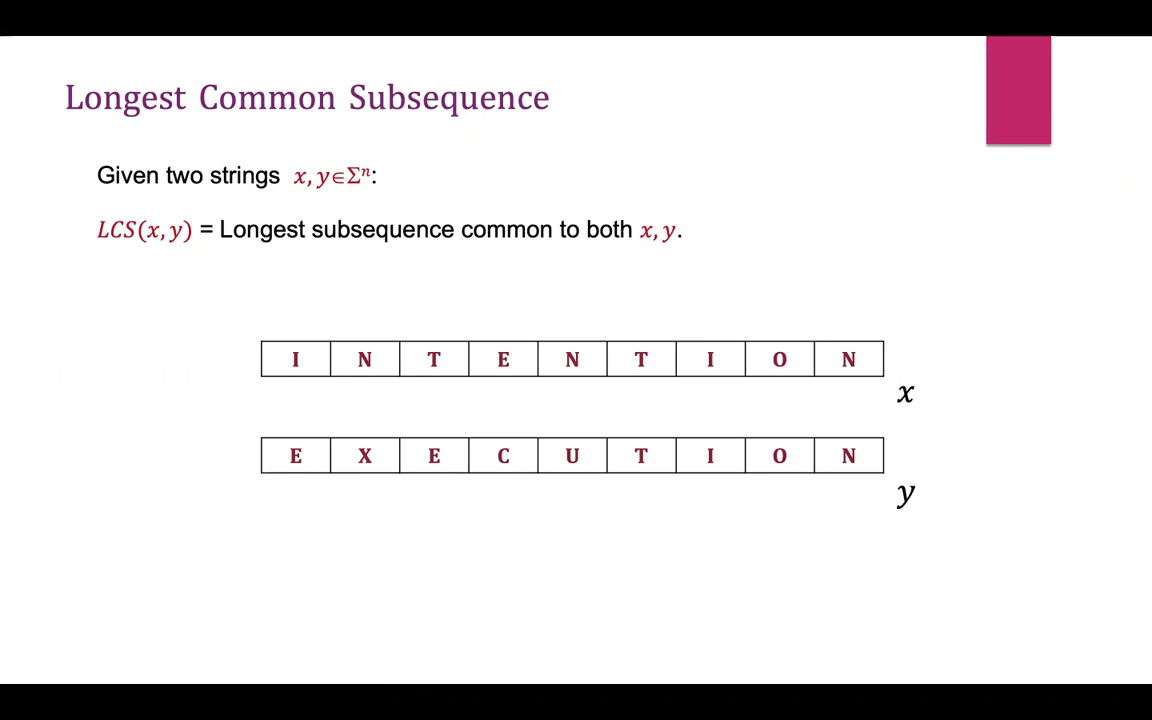 Longest Common Subsequence
Given two strings x, y∈Σⁿ:
LCS(x, y) = Longest subsequence common to both x, y.
I N T E N T I O N
x
E X E C U T I O N
y